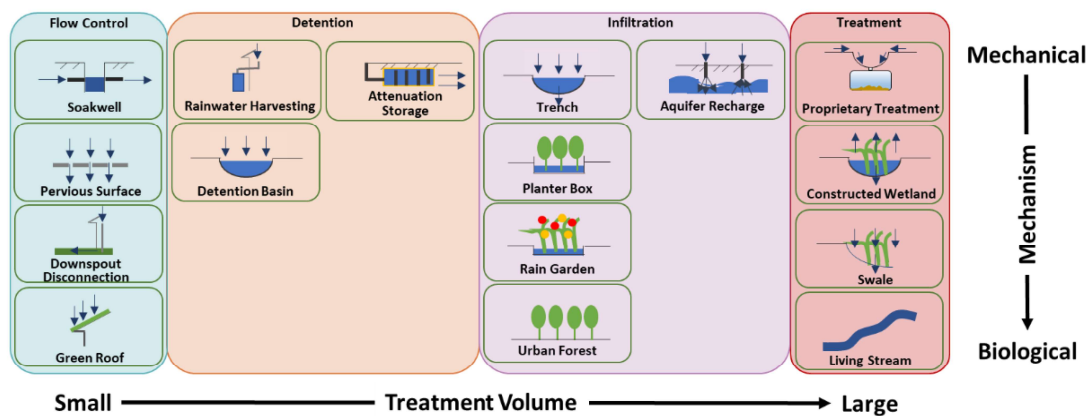 Flow Control
Detention
Infiltration
Treatment
Soakwell
Rainwater Harvesting
Attenuation
Storage
Trench
Aquifer Recharge
Proprietary Treatment
Pervious Surface
Detention Basin
Planter Box
Constructed Wetland
Downspout
Disconnection
Rain Garden
Swale
Green Roof
Urban Forest
Living Stream
Mechanical
Mechanism
Biological
Small
Treatment Volume
Large